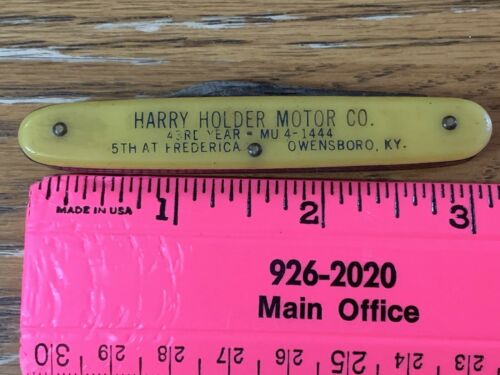 HARRY HOLDER MOTOR CO.
43RD YEAR - MU 4-1444
5TH AT FREDERICA OWENSBORO, KY.
MADE IN USA
1 2 3
926-2020
Main Office
30 29 28 27 26 25 24 23
0